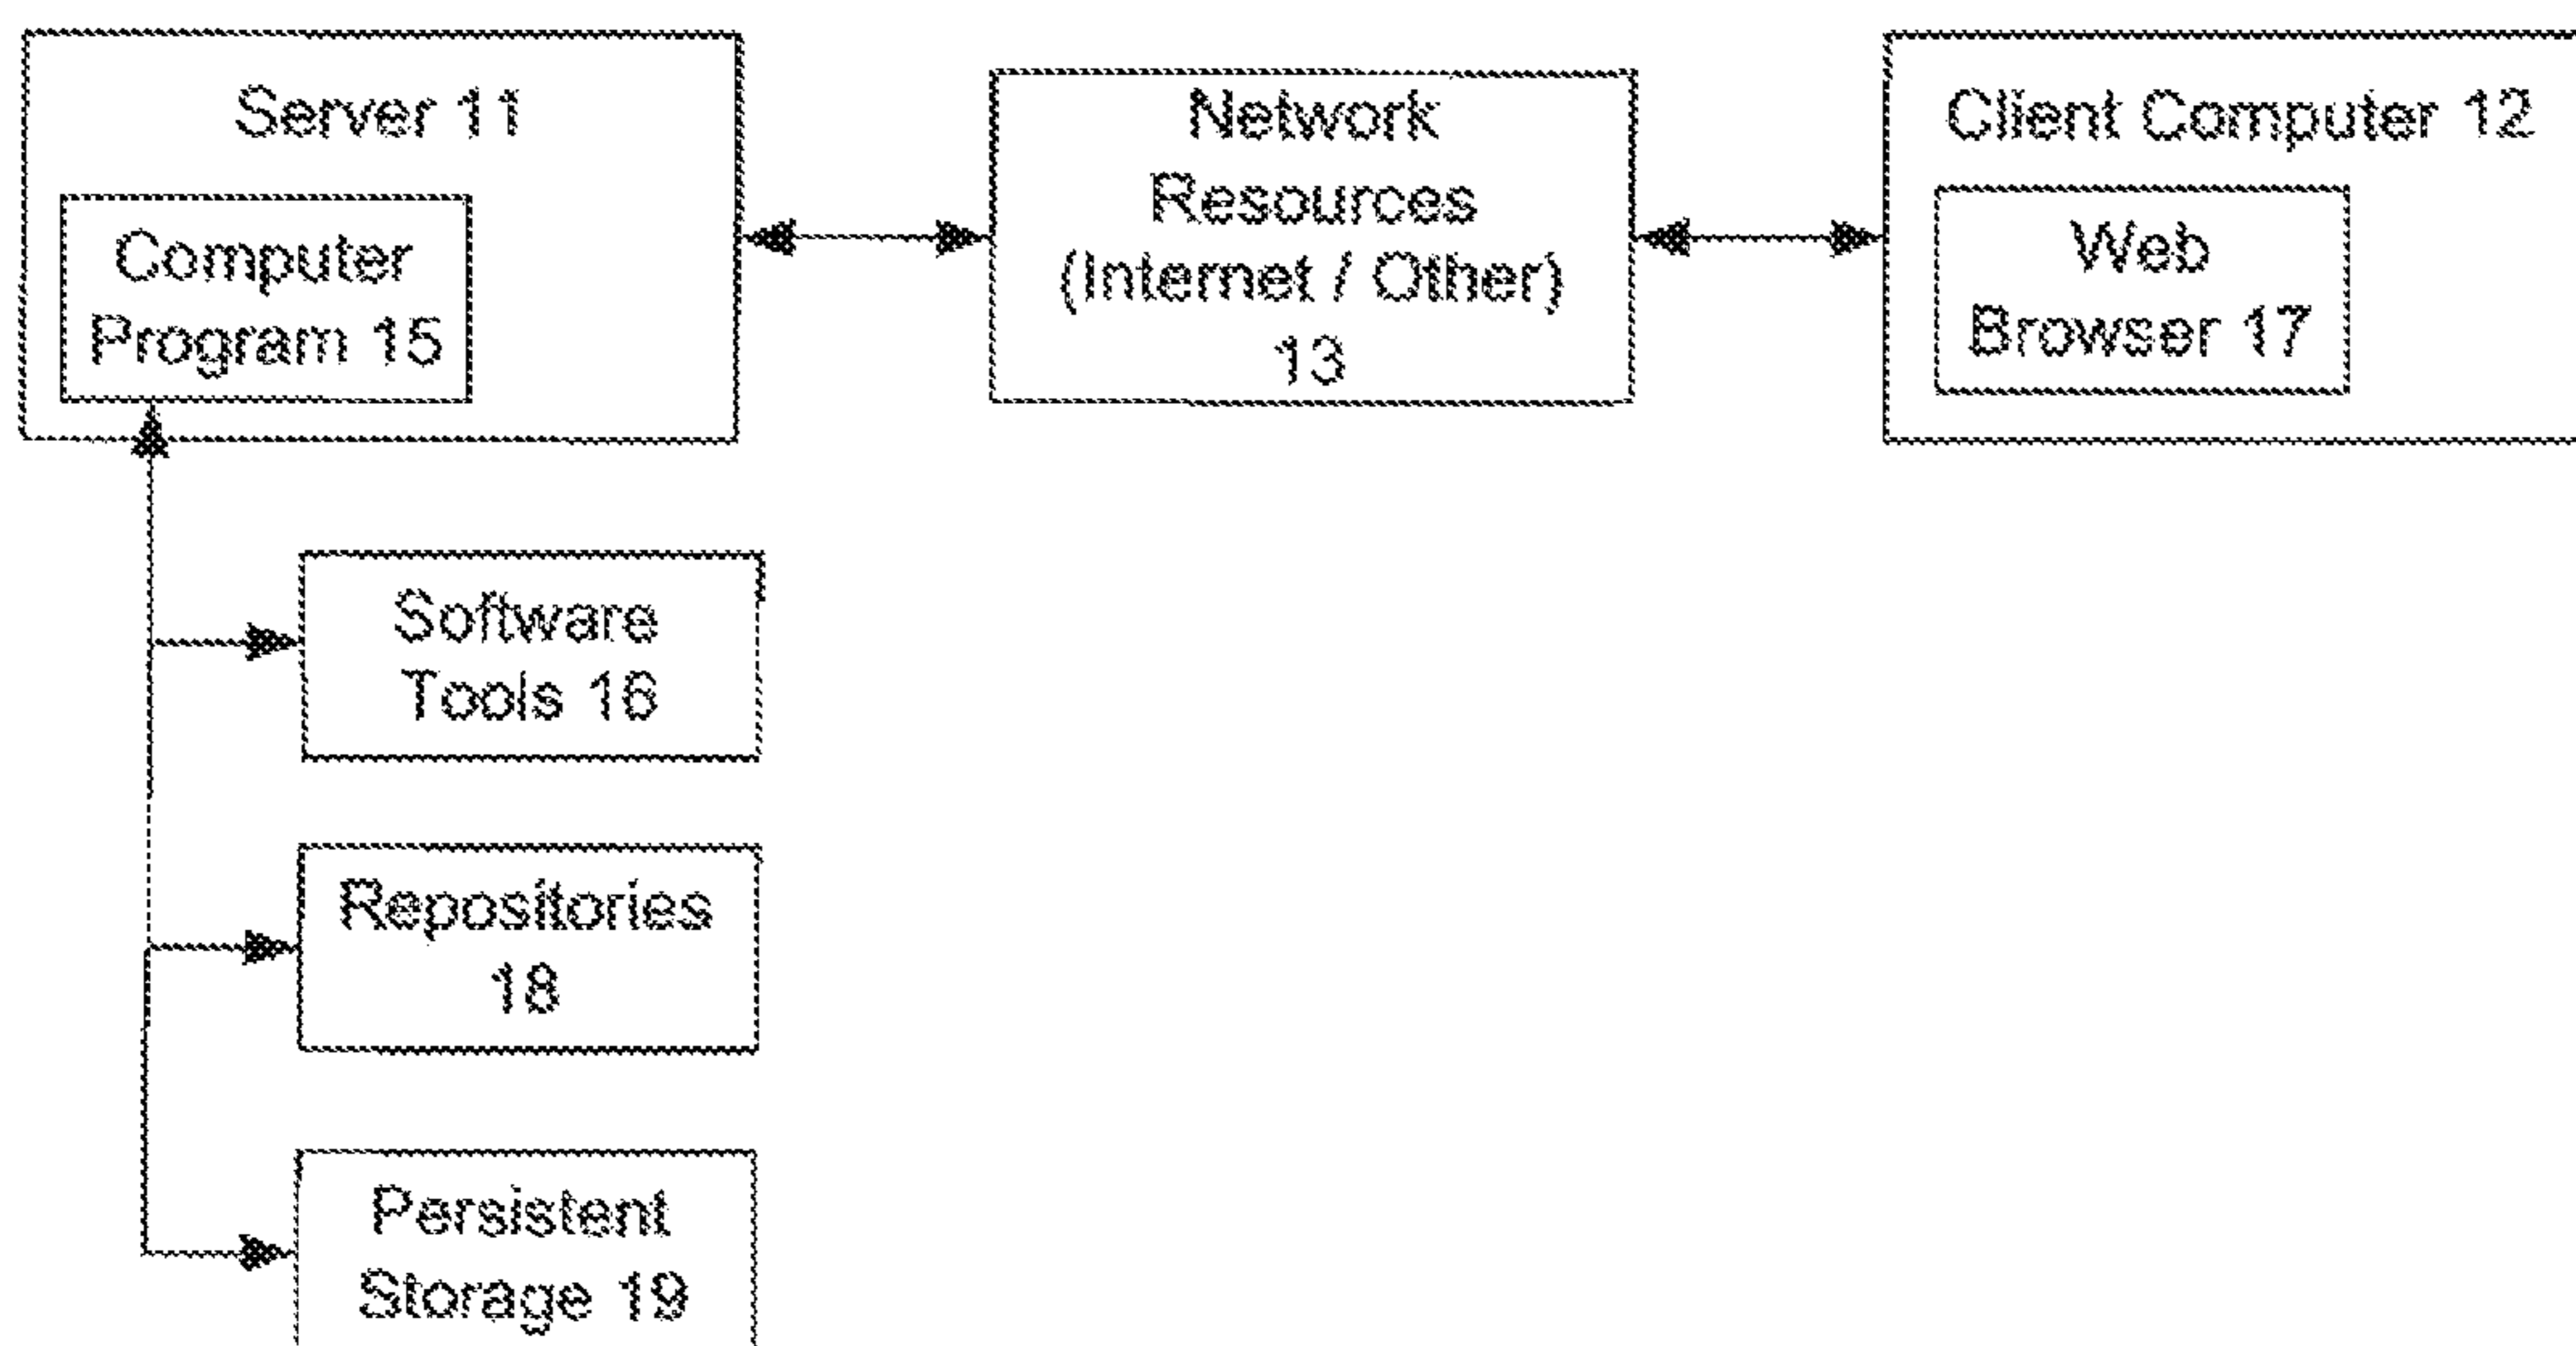 Server 11
Computer
Program 15
Network
Resources
(Internet / Other)
13
Client Computer 12
Web
Browser 17
Software
Tools 16
Repositories
18
Persistent
Storage 19